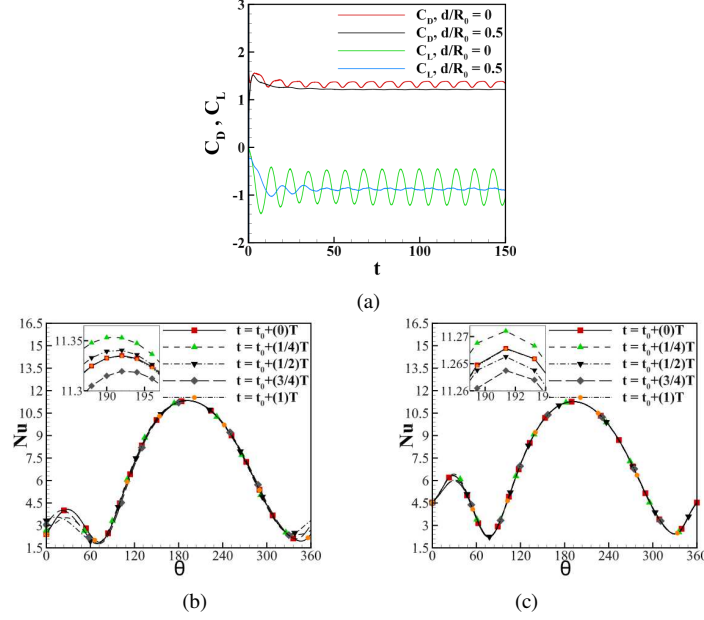 3
C_D, d/R_0 = 0
C_D, d/R_0 = 0.5
C_L, d/R_0 = 0
C_L, d/R_0 = 0.5
2
1
0
-1
-2
C_D , C_L
0 50 100 150
t
(a)
16.5
15
13.5
12
10.5
9
7.5
6
4.5
3
1.5
Nu
11.35
11.3
190 195
t = t_0+(0)T
t = t_0+(1/4)T
t = t_0+(1/2)T
t = t_0+(3/4)T
t = t_0+(1)T
0 60 120 180 240 300 360
θ
(b)
16.5
15
13.5
12
10.5
9
7.5
6
4.5
3
1.5
Nu
11.27
11.265
11.26
190 192 19
t = t_0+(0)T
t = t_0+(1/4)T
t = t_0+(1/2)T
t = t_0+(3/4)T
t = t_0+(1)T
0 60 120 180 240 300 360
θ
(c)